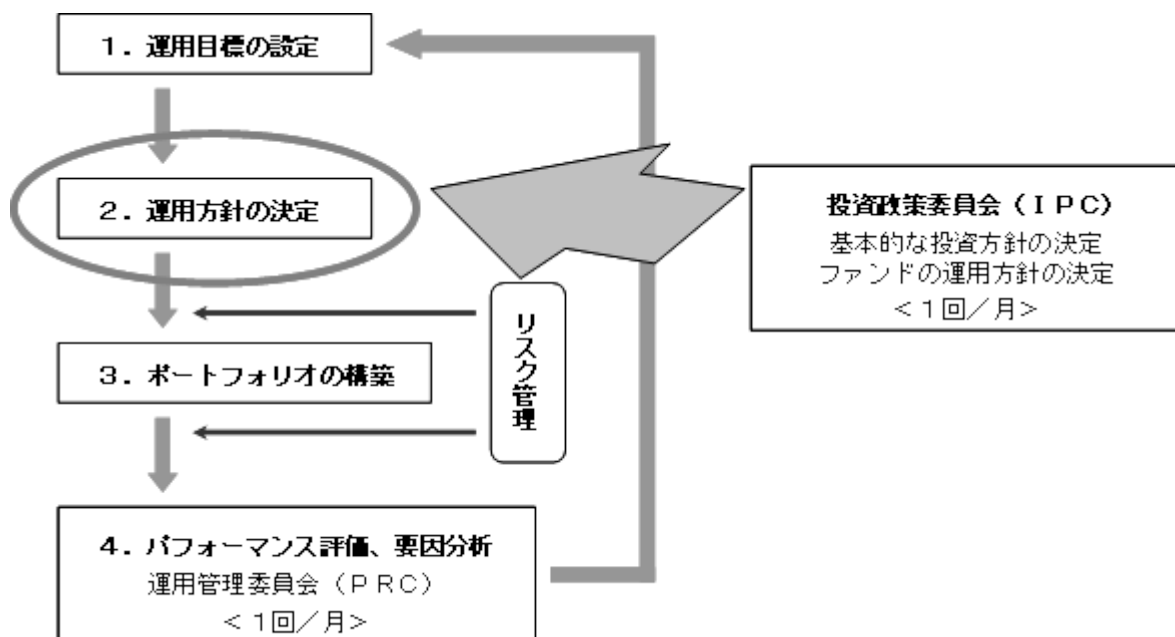 １．運用目標の設定
２．運用方針の決定
投資政策委員会（ＩＰＣ）
基本的な投資方針の決定
ファンドの運用方針の決定
＜１回／月＞
リスク管理
３．ポートフォリオの構築
４．パフォーマンス評価、要因分析
運用管理委員会（ＰＲＣ）
＜１回／月＞